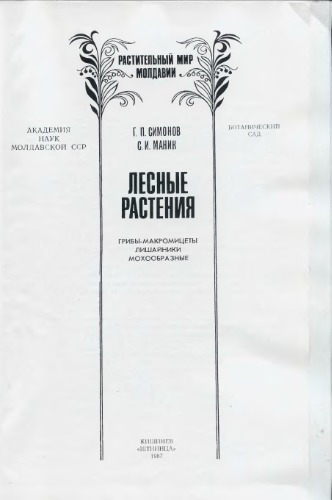 РАСТИТЕЛЬНЫЙ МИР
МОЛДАВИИ
АКАДЕМИЯ
НАУК
МОЛДАВСКОЙ ССР
Г. П. СИМОНОВ
С. И. МАНИК
БОТАНИЧЕСКИЙ
САД
ЛЕСНЫЕ
РАСТЕНИЯ
ГРИБЫ-МАКРОМИЦЕТЫ
ЛИШАЙНИКИ
МОХООБРАЗНЫЕ
КИШИНЕВ
«ШТИИНЦА»
1987